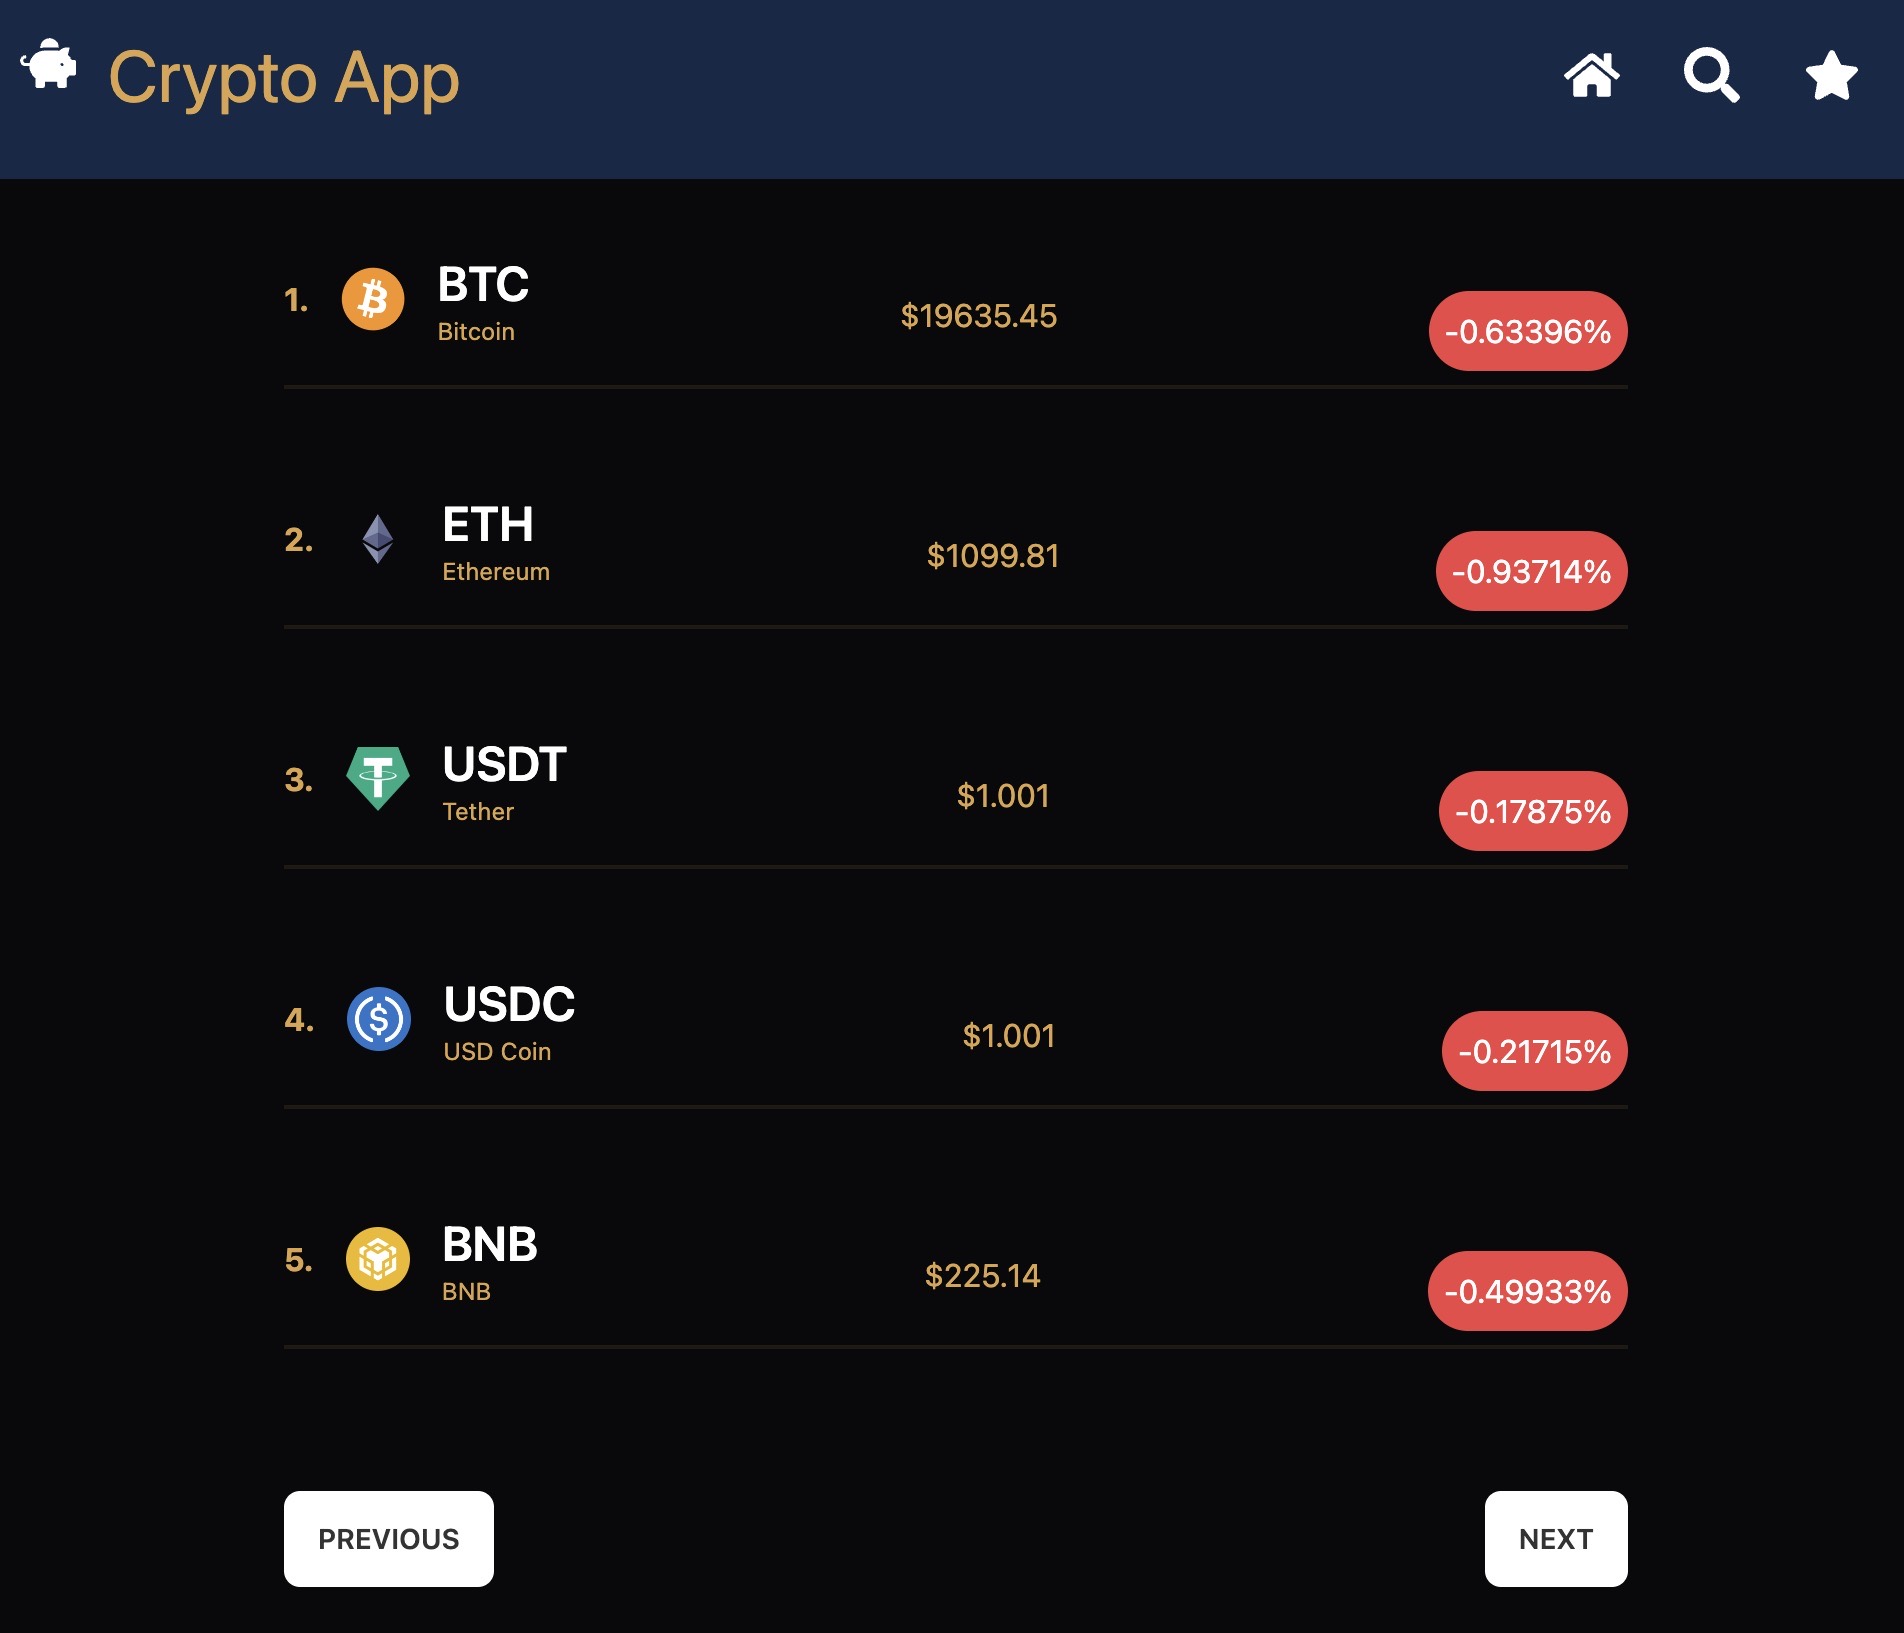 Crypto App
1.
BTC
Bitcoin
$19635.45
-0.63396%
2.
ETH
Ethereum
$1099.81
-0.93714%
3.
USDT
Tether
$1.001
-0.17875%
4.
USDC
USD Coin
$1.001
-0.21715%
5.
BNB
BNB
$225.14
-0.49933%
PREVIOUS
NEXT